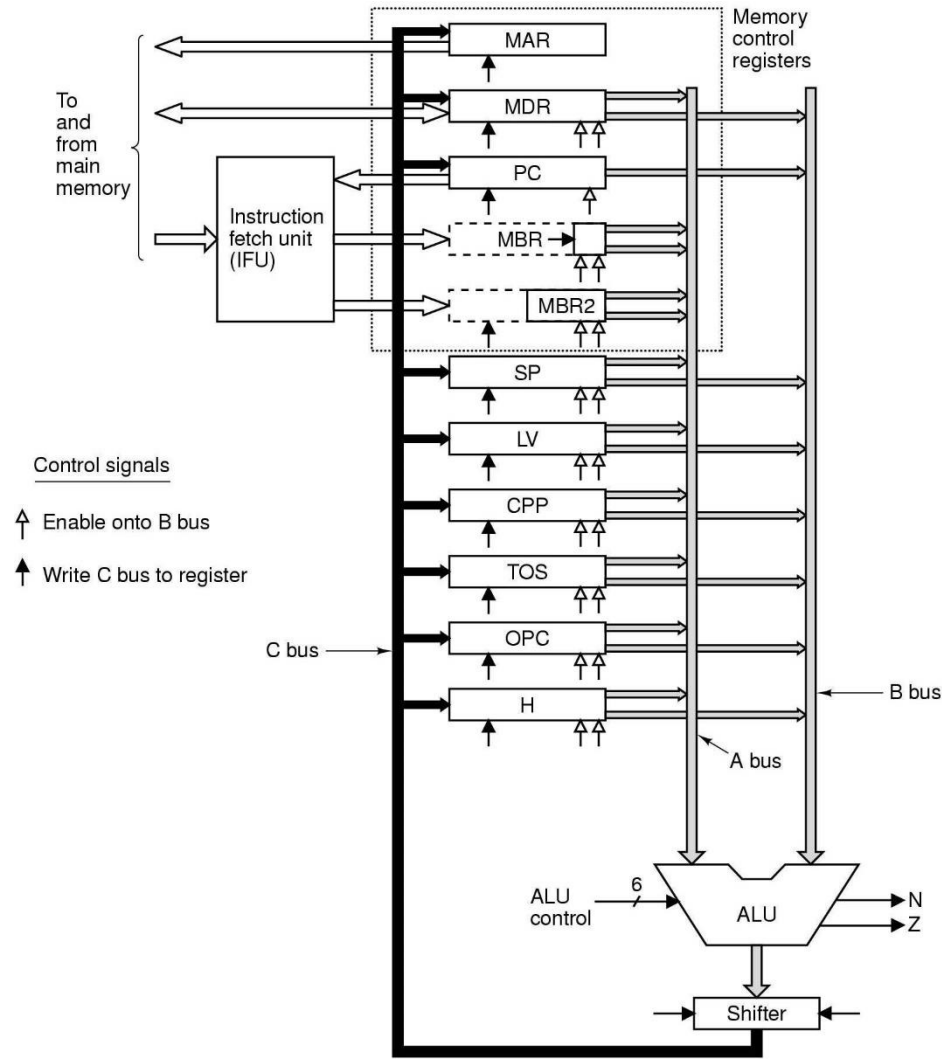 MAR
Memory
control
registers
To
and
from
main
memory
MDR
PC
Instruction
fetch unit
(IFU)
MBR
MBR2
SP
LV
Control signals
Enable onto B bus
CPP
Write C bus to register
TOS
C bus
OPC
H
B bus
A bus
6
ALU
control
ALU
N
Z
Shifter